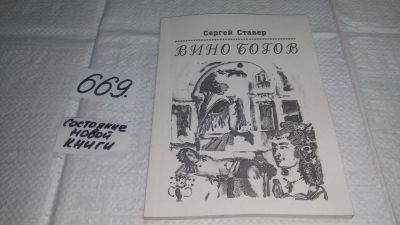 669.
Состояние
новой
книги
Сергей Ставер
ВИНО БОГОВ